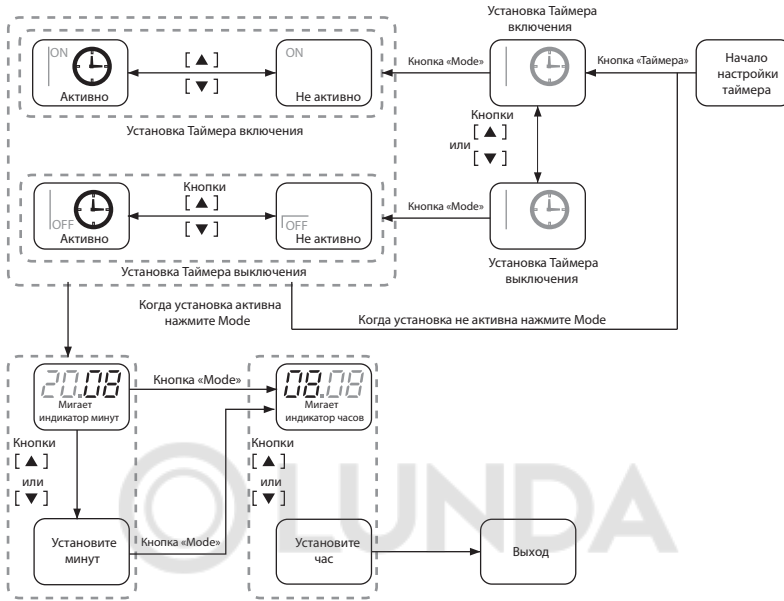 Установка Таймера
включения
ON
Активно
[▲]
[▼]
ON
Не активно
Установка Таймера включения
Кнопка «Mode»
Кнопка «Таймера»
Начало
настройки
таймера
Кнопки
[▲]
или
[▼]
OFF
Активно
Кнопки
[▲]
[▼]
OFF
Не активно
Установка Таймера выключения
Кнопка «Mode»
Установка Таймера
выключения
Когда установка активна
нажмите Mode
Когда установка не активна нажмите Mode
20.08
Мигает
индикатор минут
Кнопка «Mode»
08.08
Мигает
индикатор часов
Кнопки
[▲]
или
[▼]
Кнопки
[▲]
или
[▼]
Установите
минут
Кнопка «Mode»
Установите
час
Выход
LUNDA